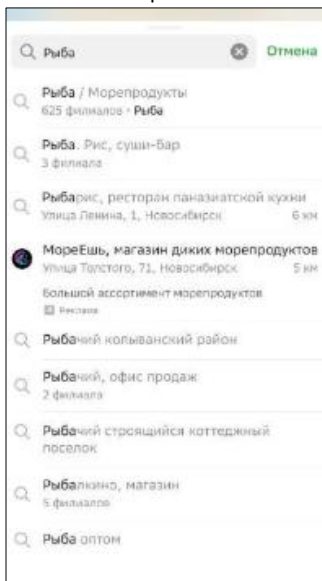 Рыба Отмена
Рыба / Морепродукты
625 филиалов • Рыба
Рыба. Рис, суши-бар
3 филиала
Рыбарис, ресторан паназиатской кухни
Улица Ленина, 1, Новосибирск 6 км
МореЕшь, магазин диких морепродуктов
Улица Толстого, 71, Новосибирск 5 км
Большой ассортимент морепродуктов
Реклама
Рыбачий колыванский район
Рыбачий, офис продаж
2 филиала
Рыбачий строящийся коттеджный
поселок
Рыбалкино, магазин
5 филиалов
Рыба оптом